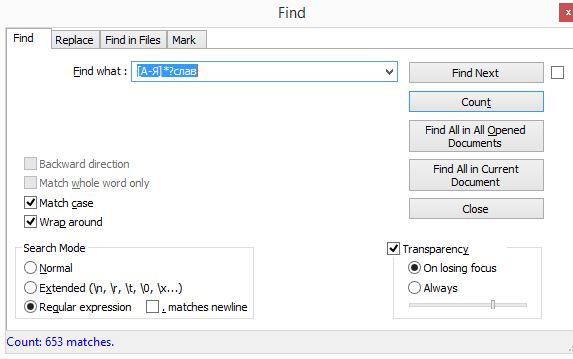 Find
x
Find Replace Find in Files Mark
Find what : [А-Я]*?слав
Find Next
Count
Find All in All Opened
Documents
Find All in Current
Document
Close
Backward direction
Match whole word only
Match case
Wrap around
Search Mode
Normal
Extended (\n, \r, \t, \0, \x...)
Regular expression
. matches newline
Transparency
On losing focus
Always
Count: 653 matches.